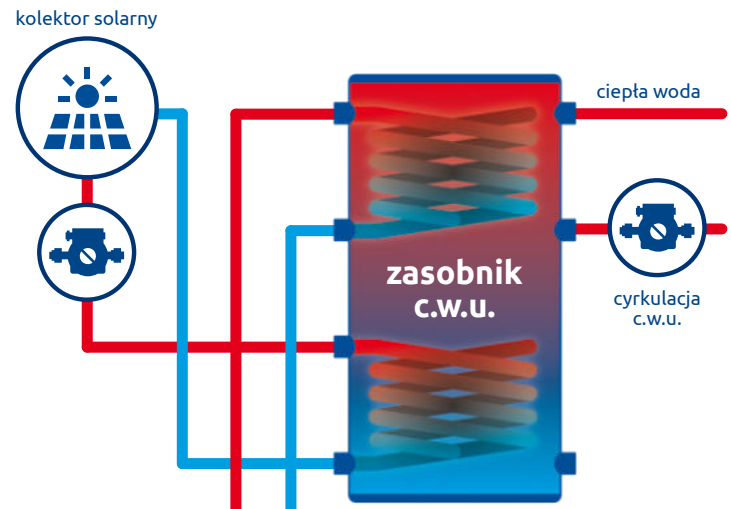 kolektor solarny
ciepła woda
zasobnik
c.w.u.
cyrkulacja
c.w.u.